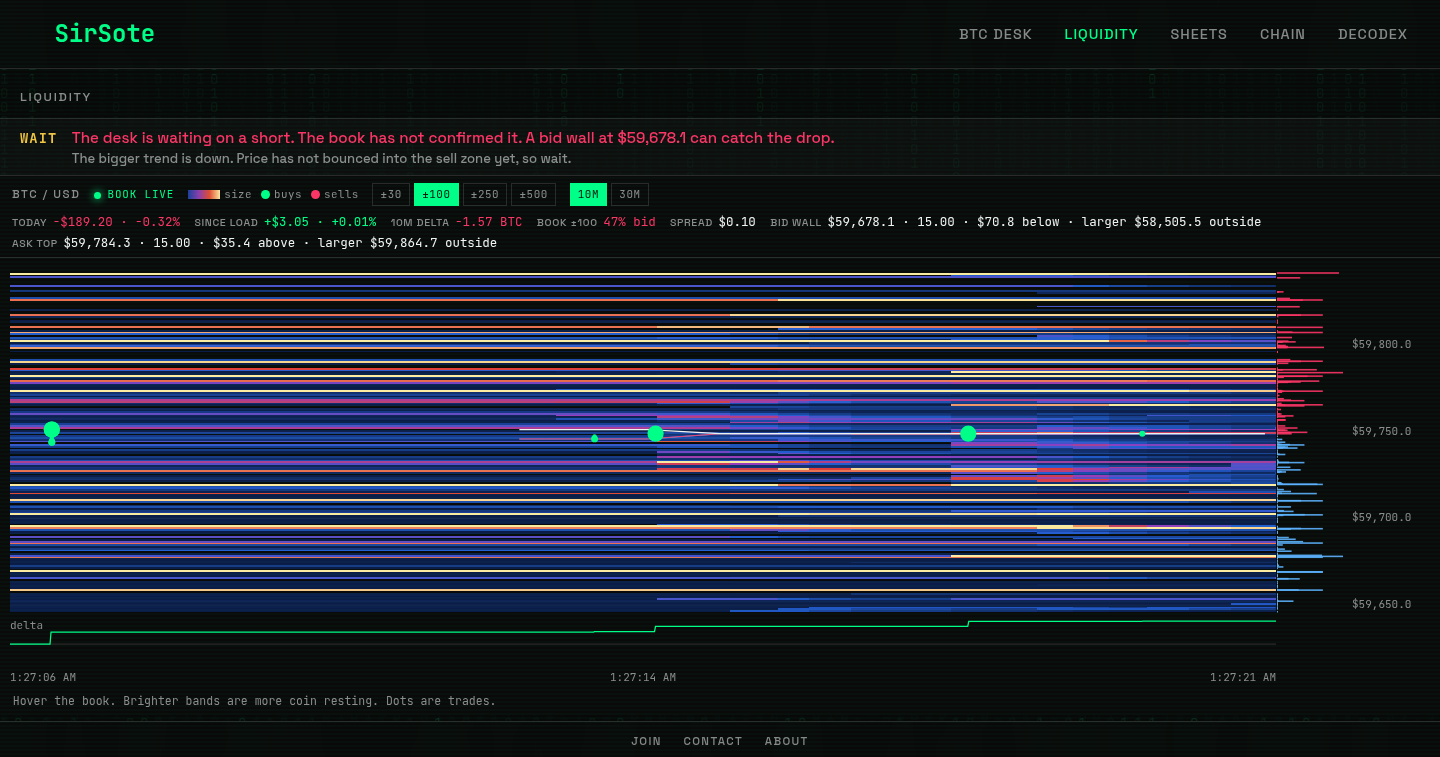 SirSote
BTC DESK LIQUIDITY SHEETS CHAIN DECODEX
LIQUIDITY
WAIT The desk is waiting on a short. The book has not confirmed it. A bid wall at $59,678.1 can catch the drop.
The bigger trend is down. Price has not bounced into the sell zone yet, so wait.
BTC / USD BOOK LIVE size buys sells ±30 ±100 ±250 ±500 10M 30M
TODAY -$189.20 · -0.32% SINCE LOAD +$3.05 · +0.01% 10M DELTA -1.57 BTC BOOK ±100 47% bid SPREAD $0.10 BID WALL $59,678.1 · 15.00 · $70.8 below · larger $58,505.5 outside
ASK TOP $59,784.3 · 15.00 · $35.4 above · larger $59,864.7 outside
$59,800.0
$59,750.0
$59,700.0
$59,650.0
delta
1:27:06 AM 1:27:14 AM 1:27:21 AM
Hover the book. Brighter bands are more coin resting. Dots are trades.
JOIN CONTACT ABOUT